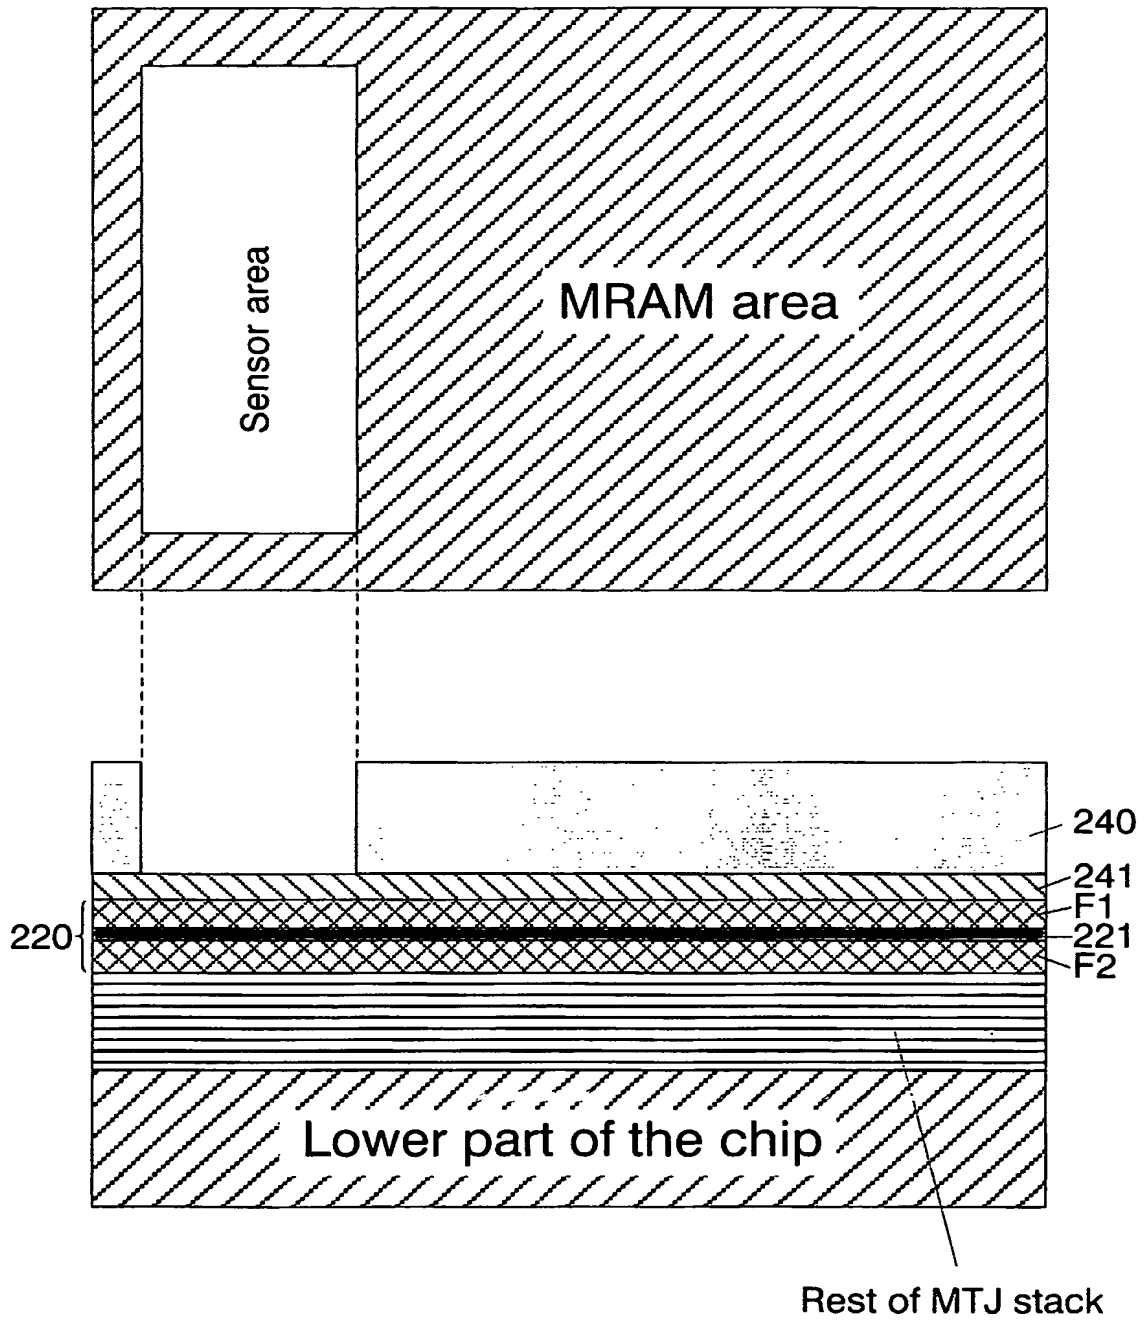 Sensor area
MRAM area
240
241
F1
220
221
F2
Lower part of the chip
Rest of MTJ stack